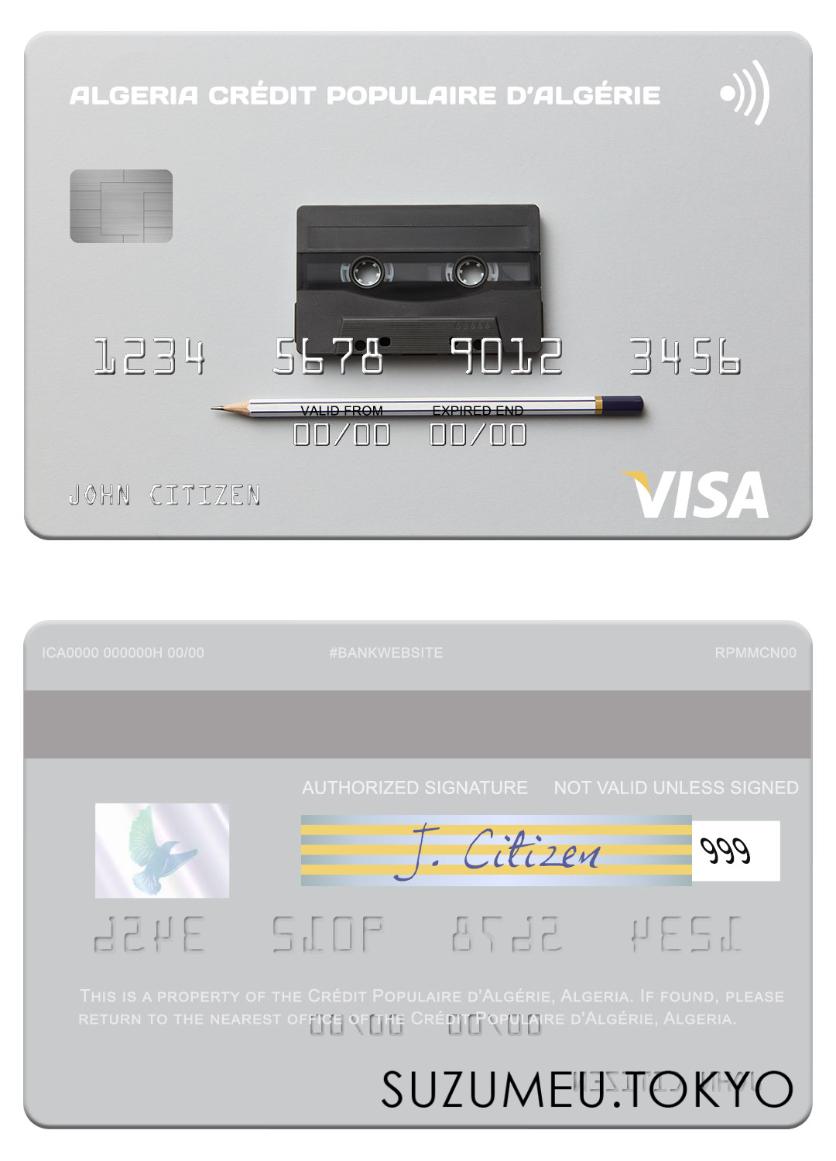 ALGERIA CRÉDIT POPULAIRE D'ALGÉRIE
1234 5678 9012 3456
VALID FROM EXPIRED END
00/00 00/00
JOHN CITIZEN
VISA
ICA0000 000000H 00/00 #BANKWEBSITE RPMMCN00
AUTHORIZED SIGNATURE NOT VALID UNLESS SIGNED
J. Citizen 999
THIS IS A PROPERTY OF THE CRÉDIT POPULAIRE D'ALGÉRIE, ALGERIA. IF FOUND, PLEASE
RETURN TO THE NEAREST OFFICE OF THE CRÉDIT POPULAIRE D'ALGÉRIE, ALGERIA.
SUZUMEU.TOKYO